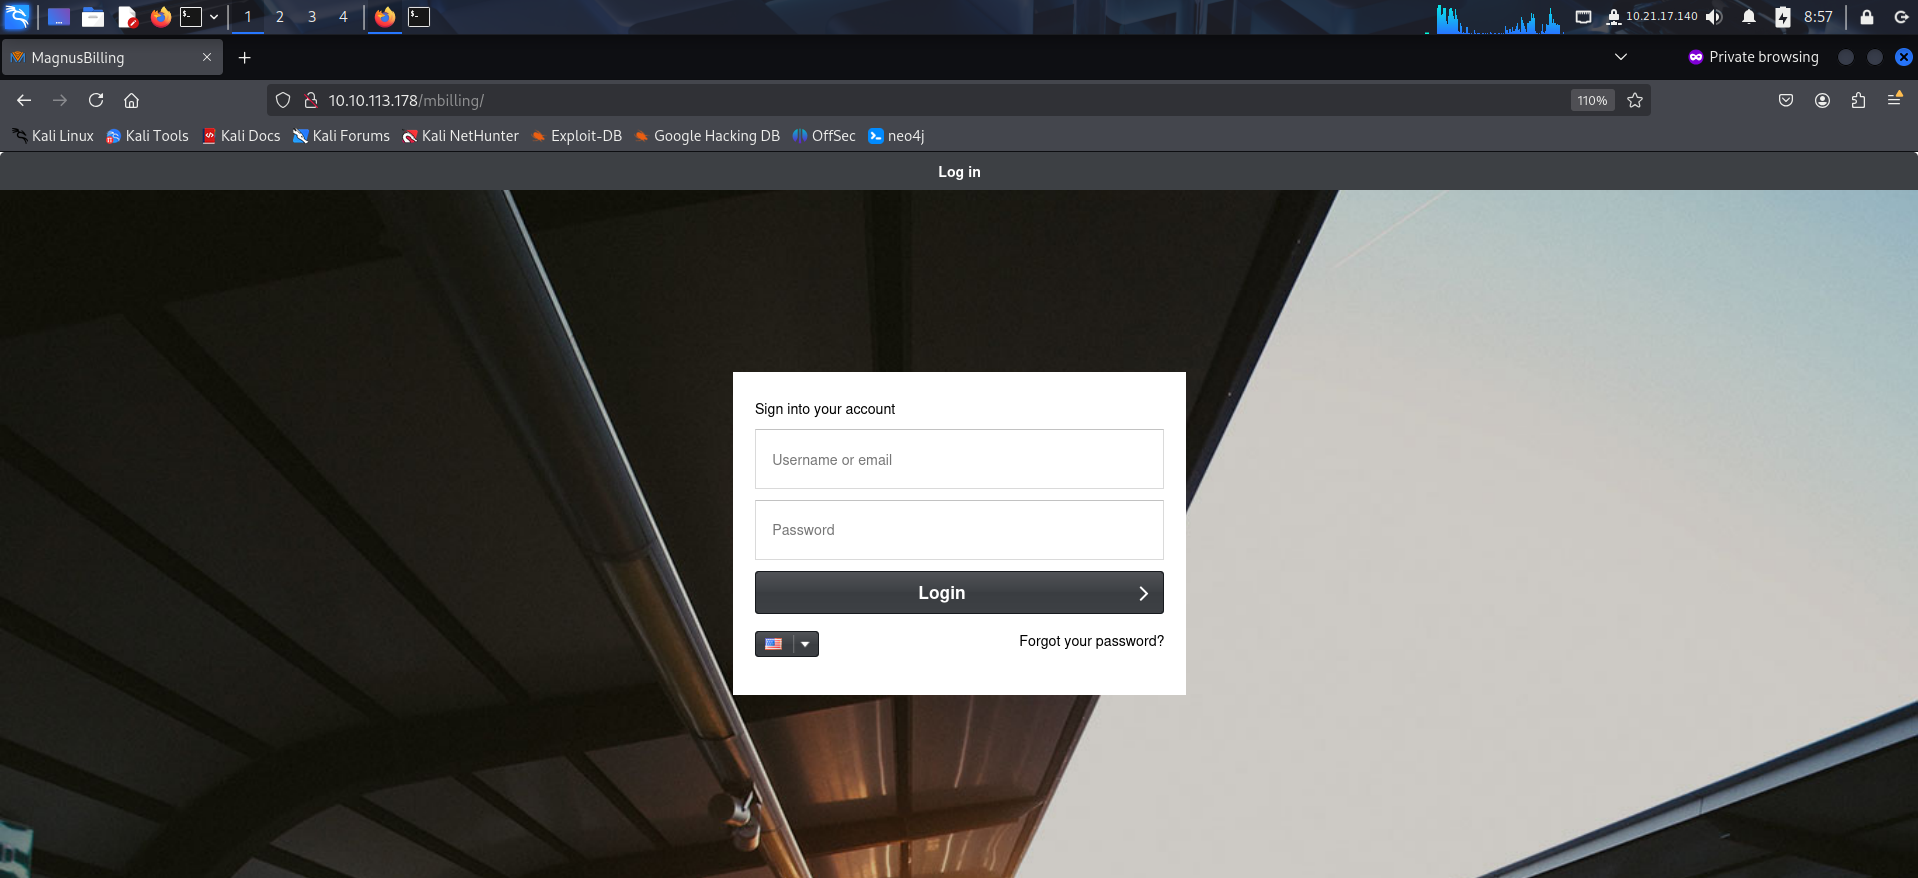 1 2 3 4 10.21.17.140 8:57
MagnusBilling Private browsing
10.10.113.178/mbilling/ 110%
Kali Linux Kali Tools Kali Docs Kali Forums Kali NetHunter Exploit-DB Google Hacking DB OffSec neo4j
Log in
Sign into your account
Username or email
Password
Login
Forgot your password?